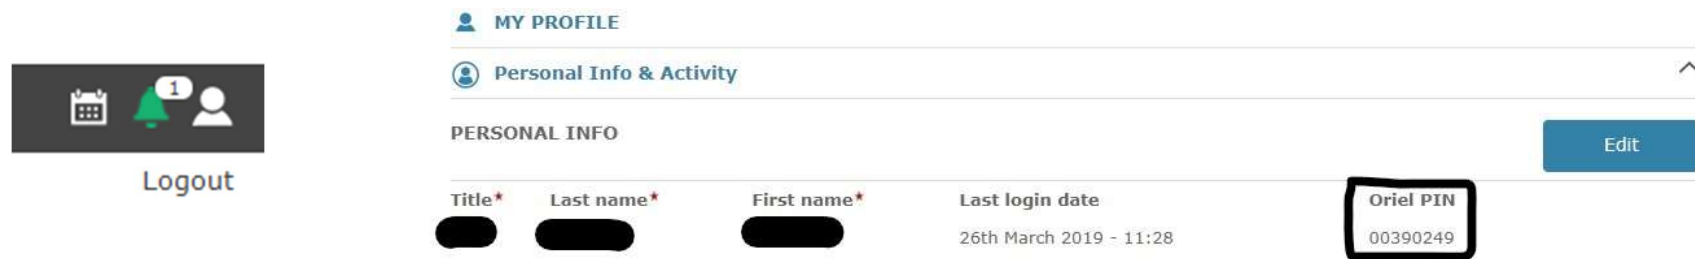 1
Logout
MY PROFILE
Personal Info & Activity
PERSONAL INFO
Edit
Title* Last name* First name* Last login date Oriel PIN
26th March 2019 - 11:28 00390249